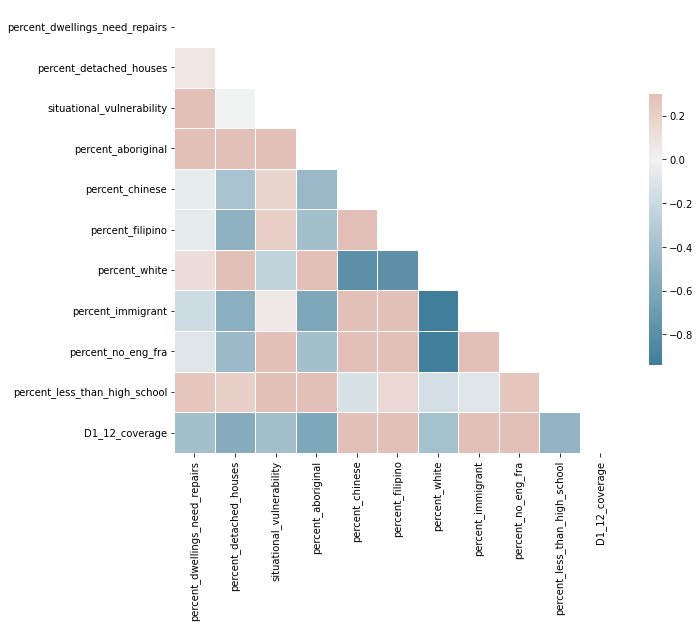 percent_dwellings_need_repairs
percent_detached_houses
situational_vulnerability
percent_aboriginal
percent_chinese
percent_filipino
percent_white
percent_immigrant
percent_no_eng_fra
percent_less_than_high_school
D1_12_coverage
percent_dwellings_need_repairs
percent_detached_houses
situational_vulnerability
percent_aboriginal
percent_chinese
percent_filipino
percent_white
percent_immigrant
percent_no_eng_fra
percent_less_than_high_school
D1_12_coverage
0.2
0.0
−0.2
−0.4
−0.6
−0.8